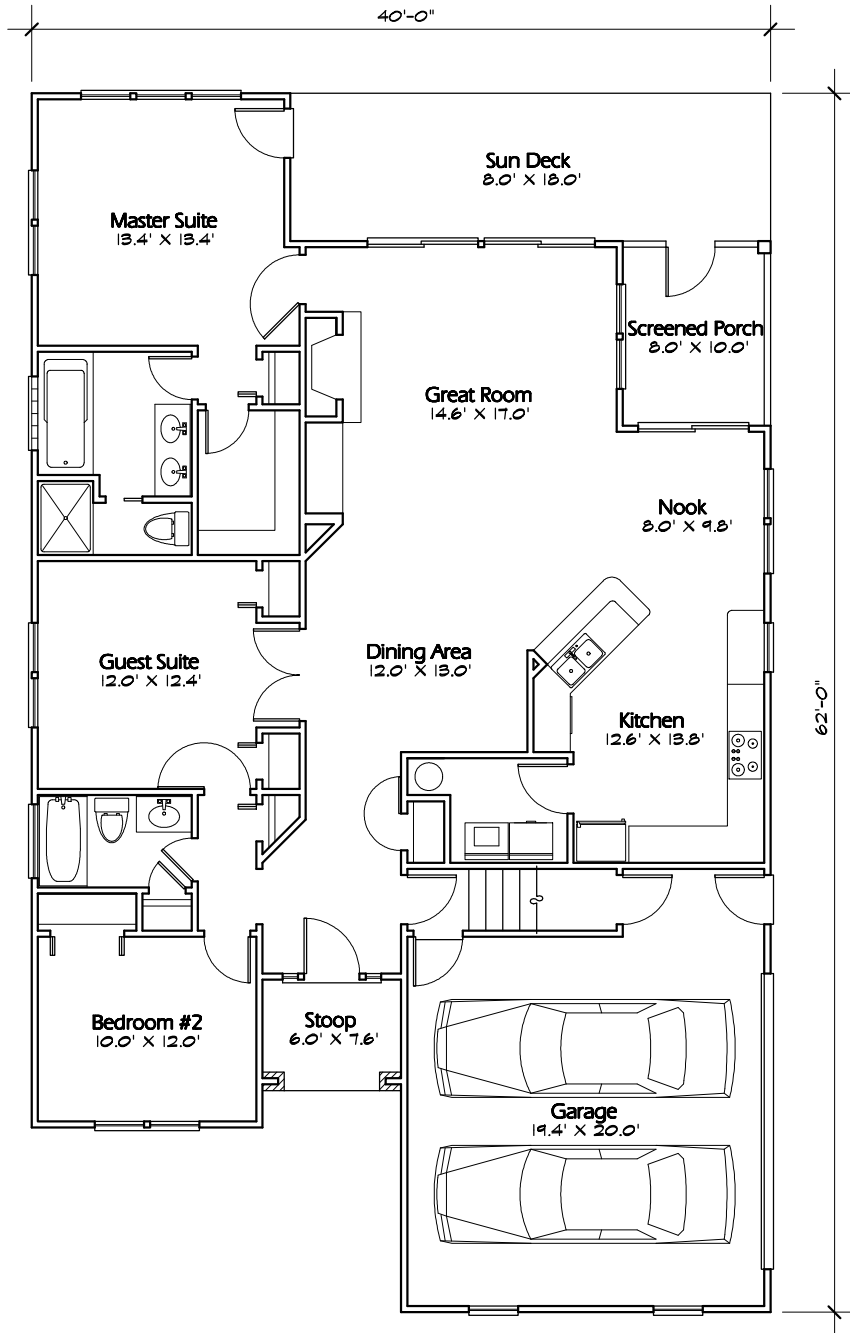 40'-0"
Sun Deck
8.0' X 18.0'
Master Suite
13.4' X 13.4'
Screened Porch
8.0' X 10.0'
Great Room
14.6' X 17.0'
Nook
8.0' X 9.8'
Guest Suite
12.0' X 12.4'
Dining Area
12.0' X 13.0'
Kitchen
12.6' X 13.8'
62'-0"
Bedroom #2
10.0' X 12.0'
Stoop
6.0' X 7.6'
Garage
19.4' X 20.0'